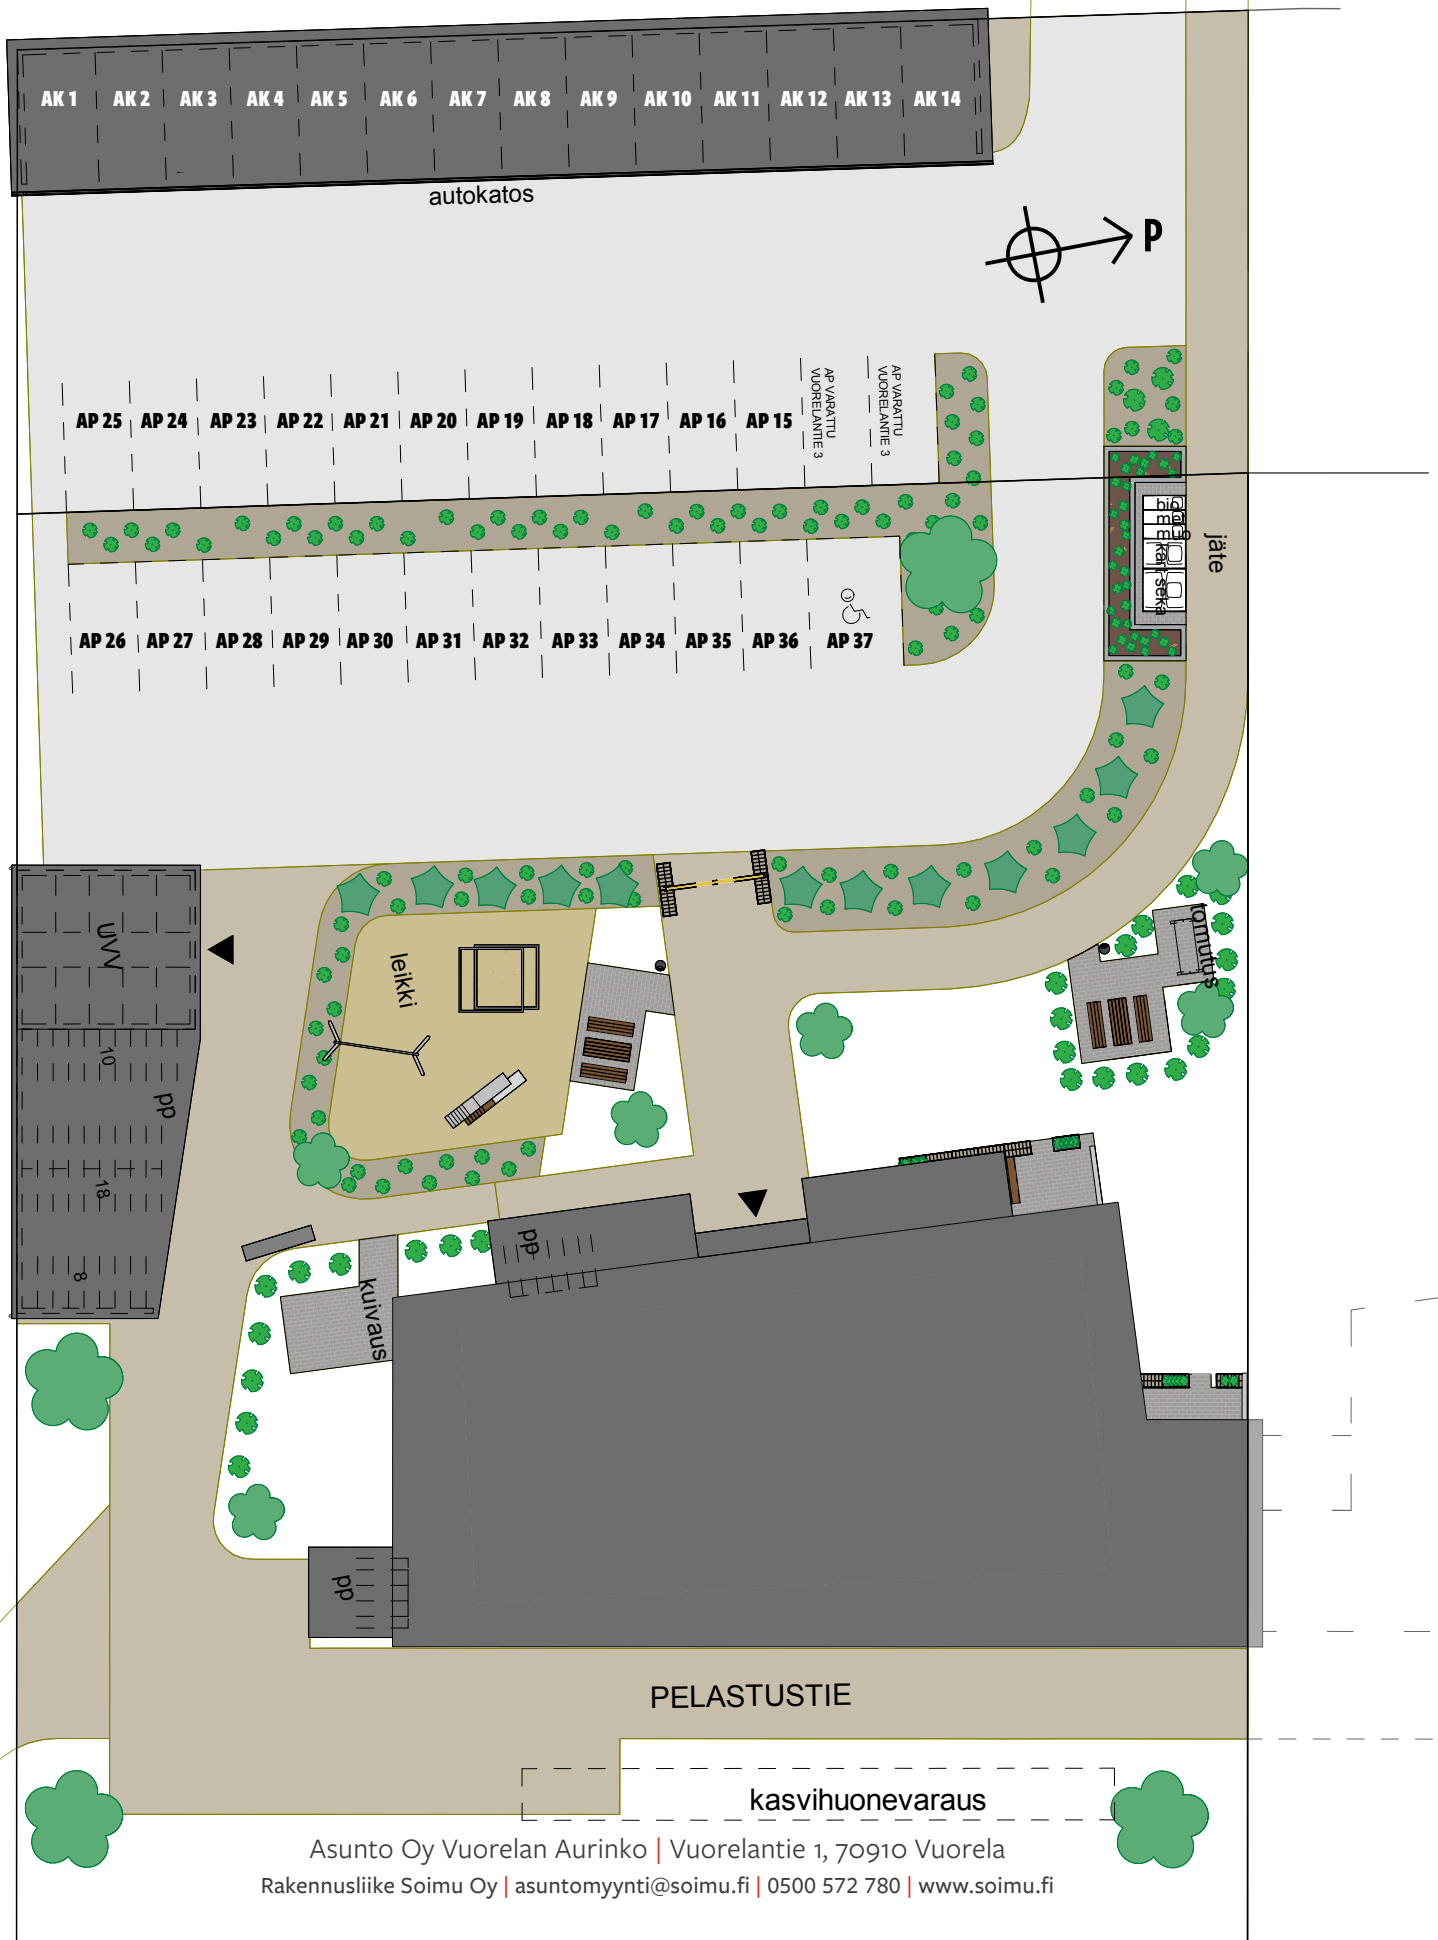 AK 1 AK 2 AK 3 AK 4 AK 5 AK 6 AK 7 AK 8 AK 9 AK 10 AK 11 AK 12 AK 13 AK 14
autokatos
P
AP 25 AP 24 AP 23 AP 22 AP 21 AP 20 AP 19 AP 18 AP 17 AP 16 AP 15
AP VARATTU
VUORELANTIE 3
AP VARATTU
VUORELANTIE 3
bio
kart
seka
jäte
AP 26 AP 27 AP 28 AP 29 AP 30 AP 31 AP 32 AP 33 AP 34 AP 35 AP 36 AP 37
UVV
leikki
tomutus
10
pp
18
8
pp
kuivaus
pp
PELASTUSTIE
kasvihuonevaraus
Asunto Oy Vuorelan Aurinko | Vuorelantie 1, 70910 Vuorela
Rakennusliike Soimu Oy | asuntomyynti@soimu.fi | 0500 572 780 | www.soimu.fi